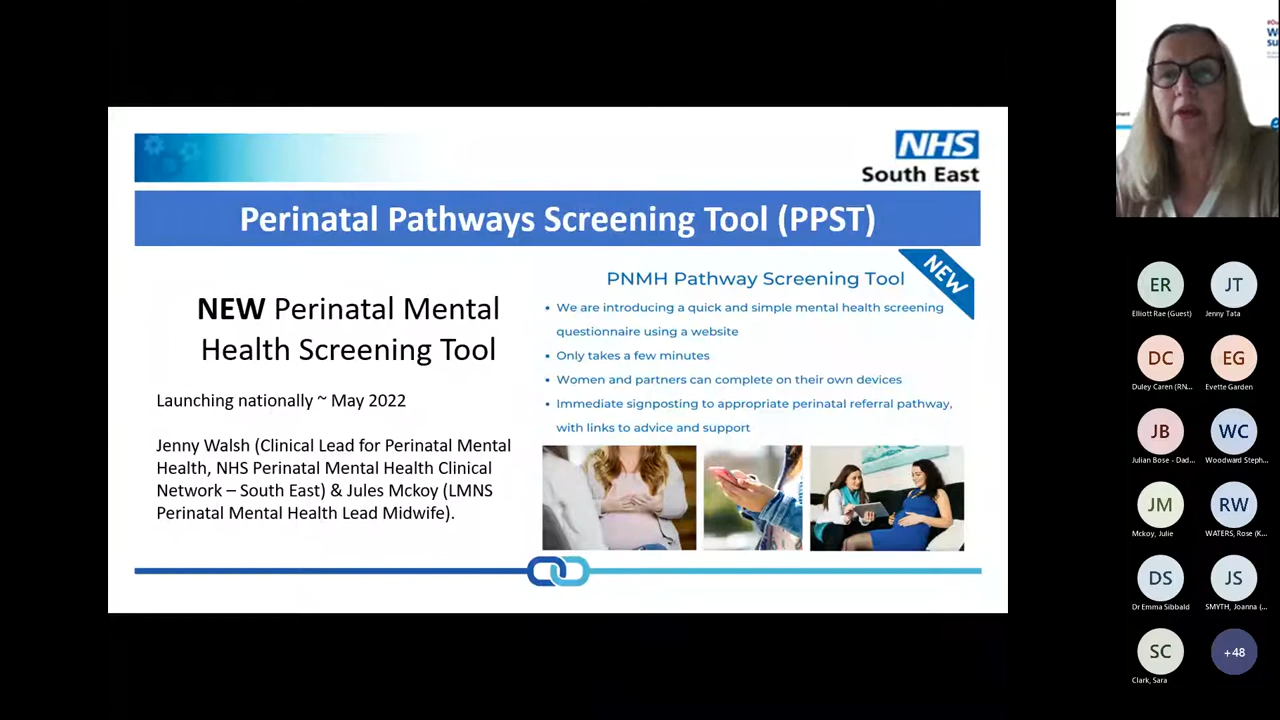 NHS
South East
Perinatal Pathways Screening Tool (PPST)
NEW Perinatal Mental
Health Screening Tool
Launching nationally ~ May 2022
Jenny Walsh (Clinical Lead for Perinatal Mental
Health, NHS Perinatal Mental Health Clinical
Network – South East) & Jules Mckoy (LMNS
Perinatal Mental Health Lead Midwife).
PNMH Pathway Screening Tool
NEW
• We are introducing a quick and simple mental health screening
questionnaire using a website
• Only takes a few minutes
• Women and partners can complete on their own devices
• Immediate signposting to appropriate perinatal referral pathway,
with links to advice and support
ER
JT
Elliott Rae (Guest)
Jenny Tata
DC
EG
Duley Caren (RN...
Evette Garden
JB
WC
Julian Bose - Dad...
Woodward Steph...
JM
RW
Mckoy, Julie
WATERS, Rose (K...
DS
JS
Dr Emma Sibbald
SMYTH, Joanna (...
SC
+48
Clark, Sara